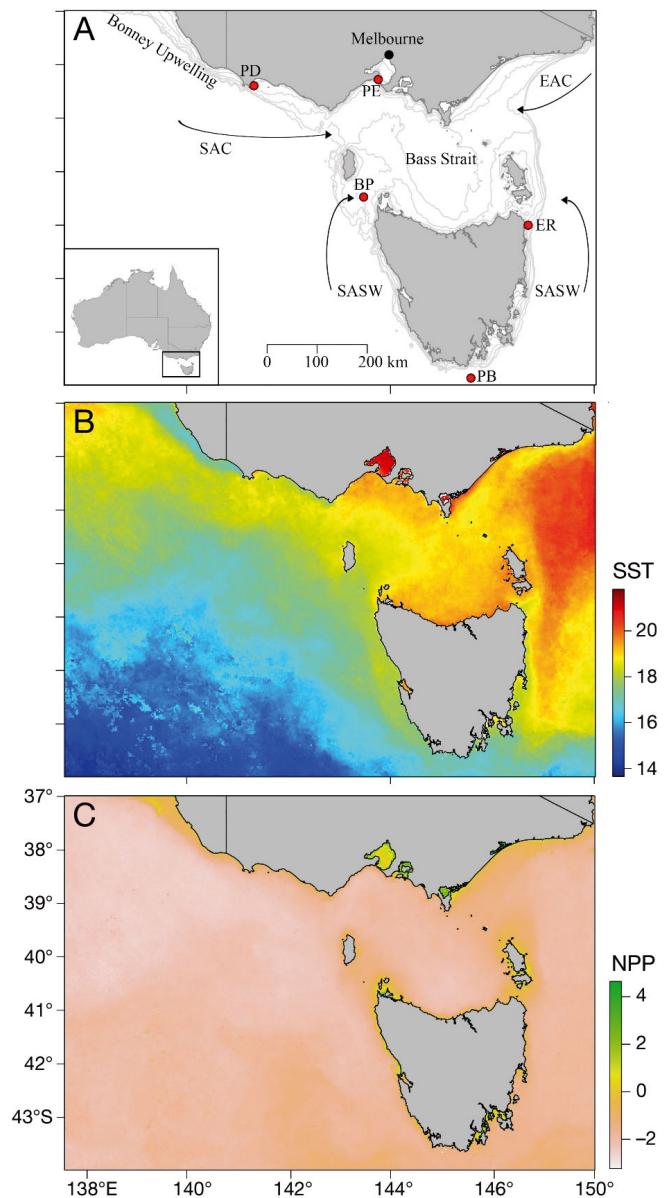 A
Bonney Upwelling
Melbourne
PD
PE
EAC
SAC
Bass Strait
BP
ER
SASW
SASW
0 100 200 km
PB
B
SST
20
18
16
14
C
37°
38°
39°
40°
41°
42°
43°S
NPP
4
2
0
−2
138°E 140° 142° 144° 146° 150°